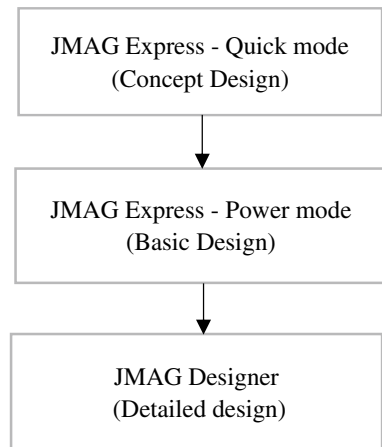 JMAG Express - Quick mode
(Concept Design)
JMAG Express - Power mode
(Basic Design)
JMAG Designer
(Detailed design)